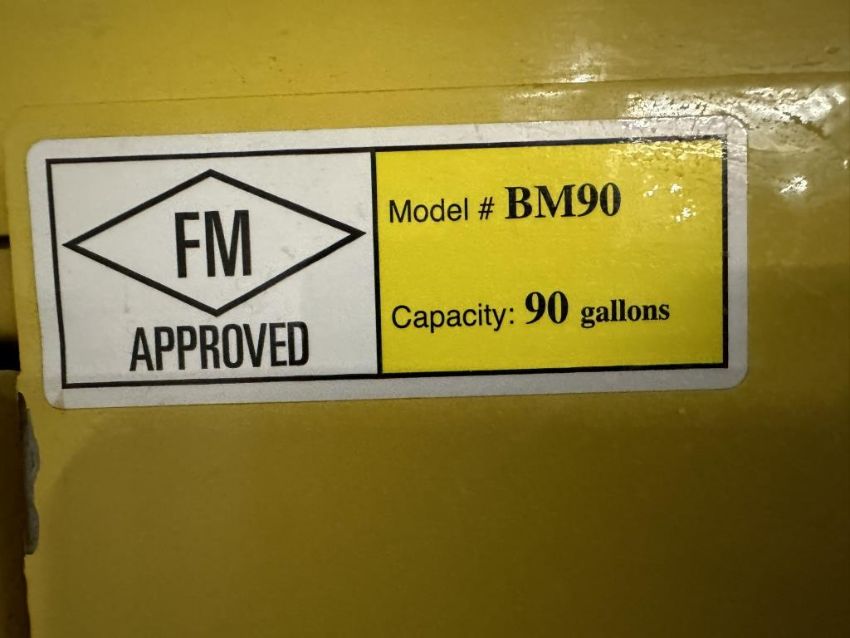 FM
APPROVED
Model # BM90
Capacity: 90 gallons